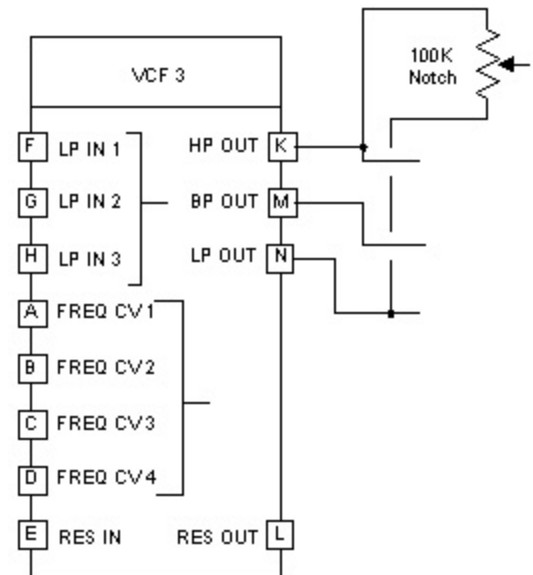 100K
Notch
VCF 3
F LP IN 1 HP OUT K
G LP IN 2 BP OUT M
H LP IN 3 LP OUT N
A FREQ CV1
B FREQ CV2
C FREQ CV3
D FREQ CV4
E RES IN RES OUT L